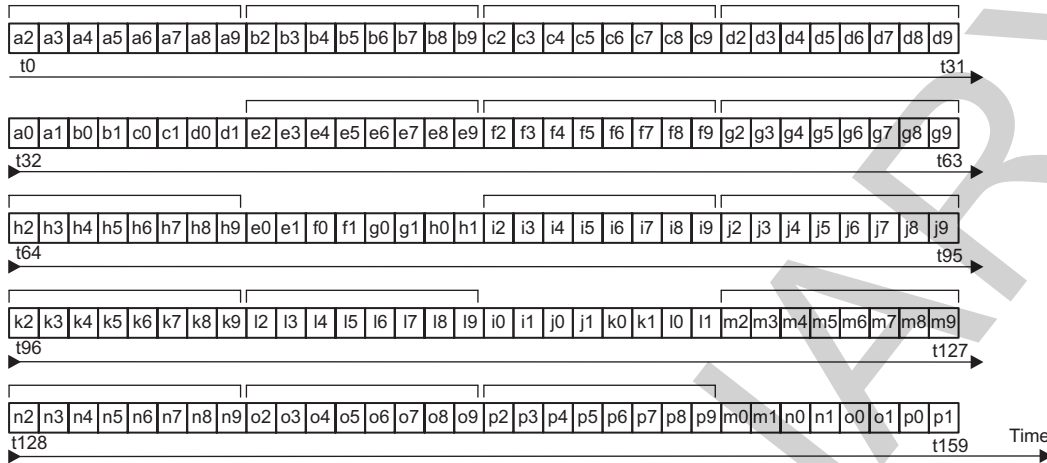 a2 a3 a4 a5 a6 a7 a8 a9 b2 b3 b4 b5 b6 b7 b8 b9 c2 c3 c4 c5 c6 c7 c8 c9 d2 d3 d4 d5 d6 d7 d8 d9
t0 t31
a0 a1 b0 b1 c0 c1 d0 d1 e2 e3 e4 e5 e6 e7 e8 e9 f2 f3 f4 f5 f6 f7 f8 f9 g2 g3 g4 g5 g6 g7 g8 g9
t32 t63
h2 h3 h4 h5 h6 h7 h8 h9 e0 e1 f0 f1 g0 g1 h0 h1 i2 i3 i4 i5 i6 i7 i8 i9 j2 j3 j4 j5 j6 j7 j8 j9
t64 t95
k2 k3 k4 k5 k6 k7 k8 k9 l2 l3 l4 l5 l6 l7 l8 l9 i0 i1 j0 j1 k0 k1 l0 l1 m2 m3 m4 m5 m6 m7 m8 m9
t96 t127
n2 n3 n4 n5 n6 n7 n8 n9 o2 o3 o4 o5 o6 o7 o8 o9 p2 p3 p4 p5 p6 p7 p8 p9 m0 m1 n0 n1 o0 o1 p0 p1
t128 t159 Time